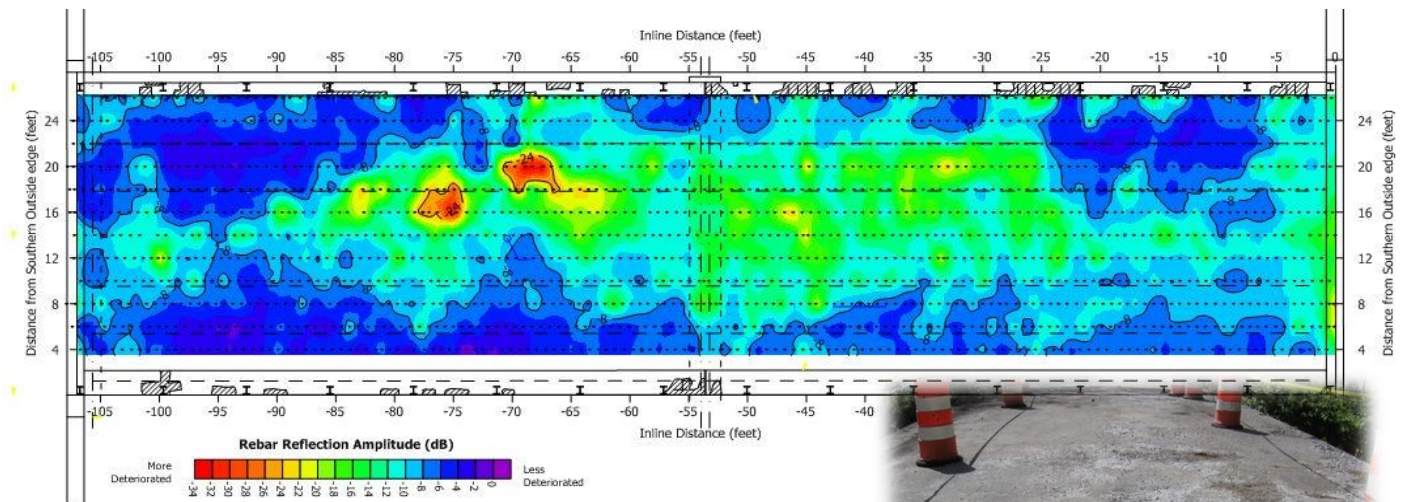 Inline Distance (feet)
-105 -100 -95 -90 -85 -80 -75 -70 -65 -60 -55 -50 -45 -40 -35 -30 -25 -20 -15 -10 -5 0
Distance from Southern Outside edge (feet)
24
20
16
12
8
4
24
20
16
12
8
4
Distance from Southern Outside edge (feet)
-24
-24
-105 -100 -95 -90 -85 -80 -75 -70 -65 -60 -55 -50 -45 -40
Inline Distance (feet)
Rebar Reflection Amplitude (dB)
More
Deteriorated
Less
Deteriorated
-34 -32 -30 -28 -26 -24 -22 -20 -18 -16 -14 -12 -10 -8 -6 -4 -2 0